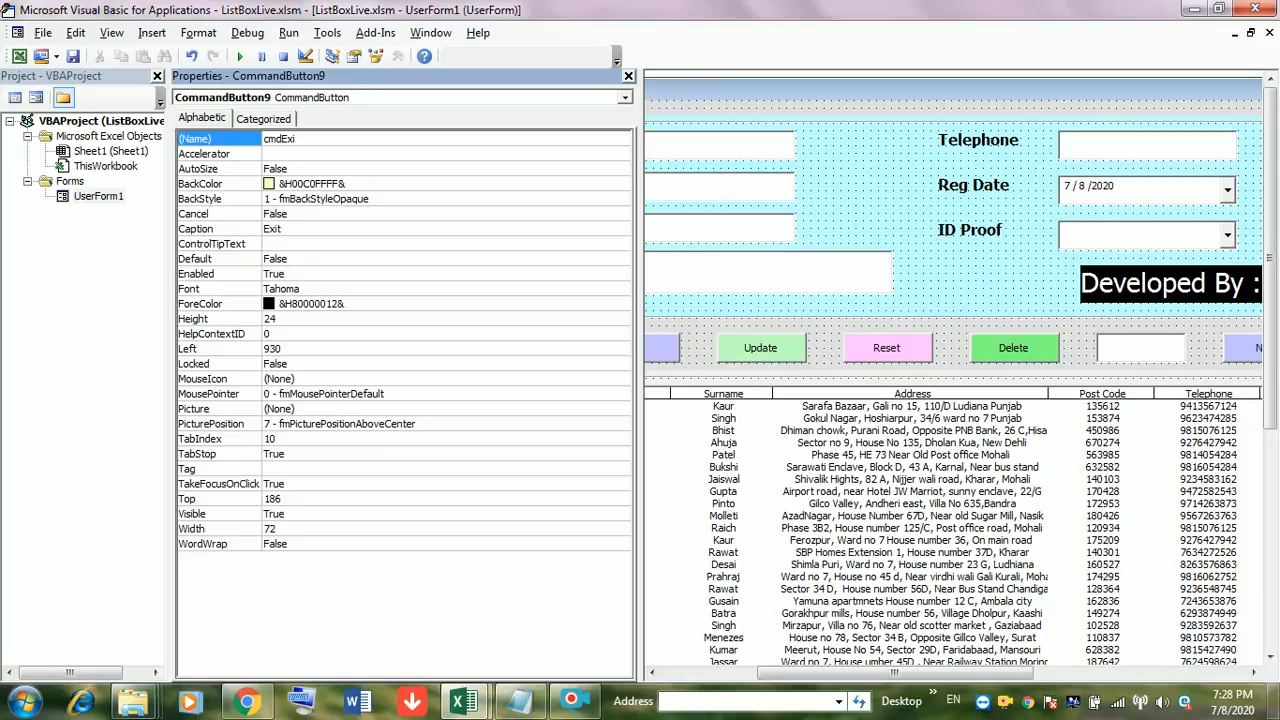 Microsoft Visual Basic for Applications - ListBoxLive.xlsm - [ListBoxLive.xlsm - UserForm1 (UserForm)]
File Edit View Insert Format Debug Run Tools Add-Ins Window Help
Project - VBAProject
VBAProject (ListBoxLive
Microsoft Excel Objects
Sheet1 (Sheet1)
ThisWorkbook
Forms
UserForm1
Properties - CommandButton9
CommandButton9 CommandButton
Alphabetic Categorized
(Name) cmdExi
Accelerator
AutoSize False
BackColor &H00C0FFFF&
BackStyle 1 - fmBackStyleOpaque
Cancel False
Caption Exit
ControlTipText
Default False
Enabled True
Font Tahoma
ForeColor &H80000012&
Height 24
HelpContextID 0
Left 930
Locked False
MouseIcon (None)
MousePointer 0 - fmMousePointerDefault
Picture (None)
PicturePosition 7 - fmPicturePositionAboveCenter
TabIndex 10
TabStop True
Tag
TakeFocusOnClick True
Top 186
Visible True
Width 72
WordWrap False
Telephone
Reg Date 7 / 8 /2020
ID Proof
Developed By :
Update Reset Delete N
Surname Address Post Code Telephone
Kaur Sarafa Bazaar, Gali no 15, 110/D Ludiana Punjab 135612 9413567124
Singh Gokul Nagar, Hoshiarpur, 34/6 ward no 7 Punjab 153874 9623474285
Bhist Dhiman chowk, Purani Road, Opposite PNB Bank, 26 C,Hisa 450986 9815076125
Ahuja Sector no 9, House No 135, Dholan Kua, New Delhi 670274 9276427942
Patel Phase 45, HE 73 Near Old Post office Mohali 563985 9814054284
Bukshi Sarawati Enclave, Block D, 43 A, Karnal, Near bus stand 632582 9816054284
Jaiswal Shivalik Hights, 82 A, Nijjer wali road, Kharar, Mohali 140103 9234583162
Gupta Airport road, near Hotel JW Marriot, sunny enclave, 22/G 170428 9472582543
Pinto Gilco Valley, Andheri east, Villa No 635,Bandra 172953 9714263873
Molleti AzadNagar, House Number 67D, Near old Sugar Mill, Nasik 180426 9567263763
Raich Phase 3B2, House number 125/C, Post office road, Mohali 120934 9815076125
Kaur Ferozpur, Ward no 7 House number 36, On main road 175209 9276427942
Rawat SBP Homes Extension 1, House number 37D, Kharar 140301 7634272526
Desai Shimla Puri, Ward no 7, House number 23 G, Ludhiana 160527 8263576863
Prahraj Ward no 7, House no 45 d, Near virdhi wali Gali Kurali, Moha 174295 9816062752
Rawat Sector 34 D, House number 56D, Near Bus Stand Chandiga 128364 9236548745
Gusain Yamuna apartmnets House number 12 C, Ambala city 162836 7243653876
Batra Gorakhpur mills, House number 56, Village Dholpur, Kaashi 149274 6293874949
Singh Mirzapur, Villa no 76, Near old scotter market , Gaziabaad 102528 9283592637
Menezes House no 78, Sector 34 B, Opposite Gilco Valley, Surat 110837 9810573782
Kumar Meerut, House No 54, Sector 29D, Faridabaad, Mansouri 628382 9815427490
Jassar Ward no 7, House umber 45D , Near Railway Station Moring 187642 7624598624
Address Desktop » EN 7:28 PM
7/8/2020